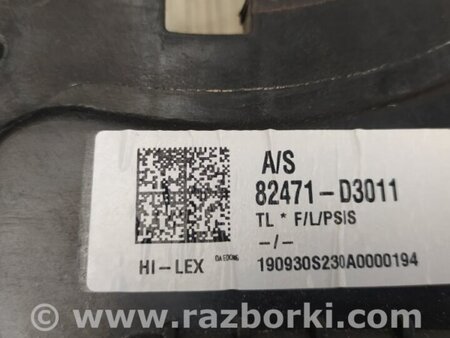 A/S
82471-D3011
TL * F/L/PSIS
-/-
HI-LEX
190930S230A0000194
© www.razborki.com